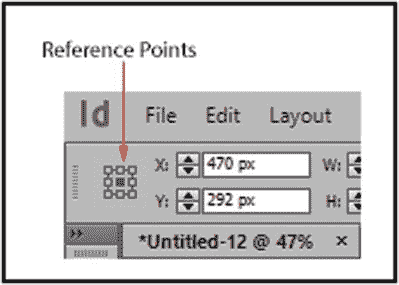 Reference Points
Id File Edit Layout
X: 470 px W:
Y: 292 px H:
*Untitled-12 @ 47% ×